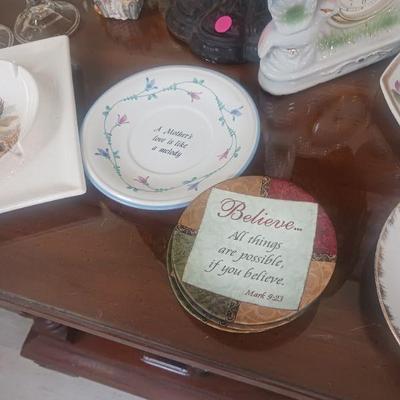 A Mother's
love is like
a melody
Believe...
All things
are possible,
if you believe.
Mark 9:23